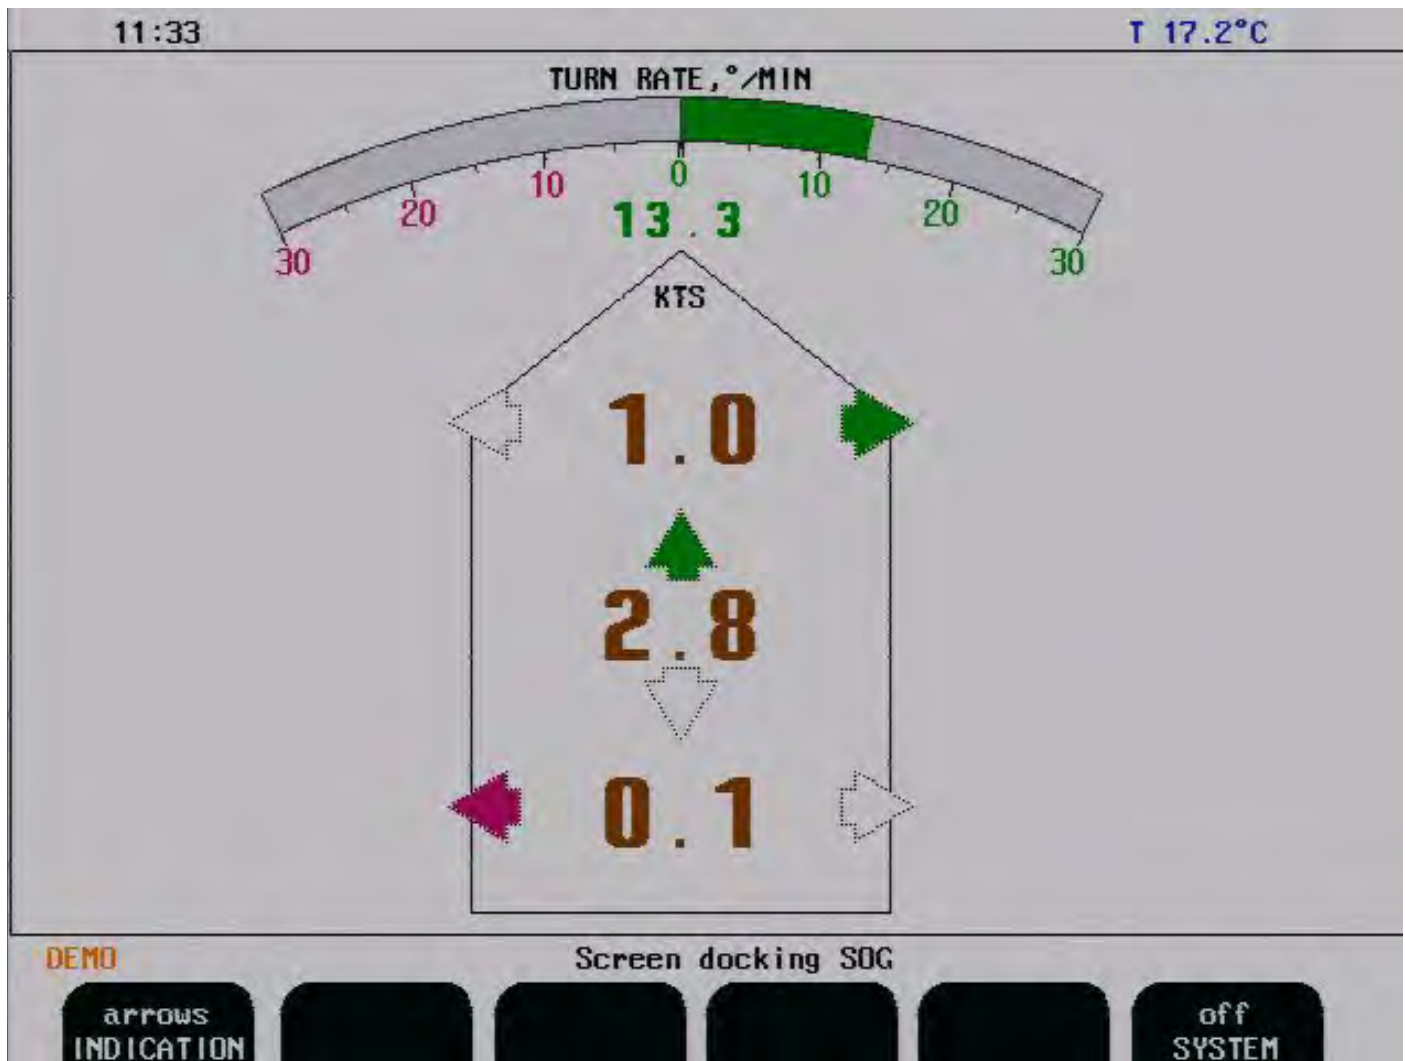 11:33 T 17.2°C
TURN RATE,°/MIN
30 20 10 0 10 20 30
13.3
KTS
1.0
2.8
0.1
DEMO Screen docking SOG
arrows off
INDICATION SYSTEM